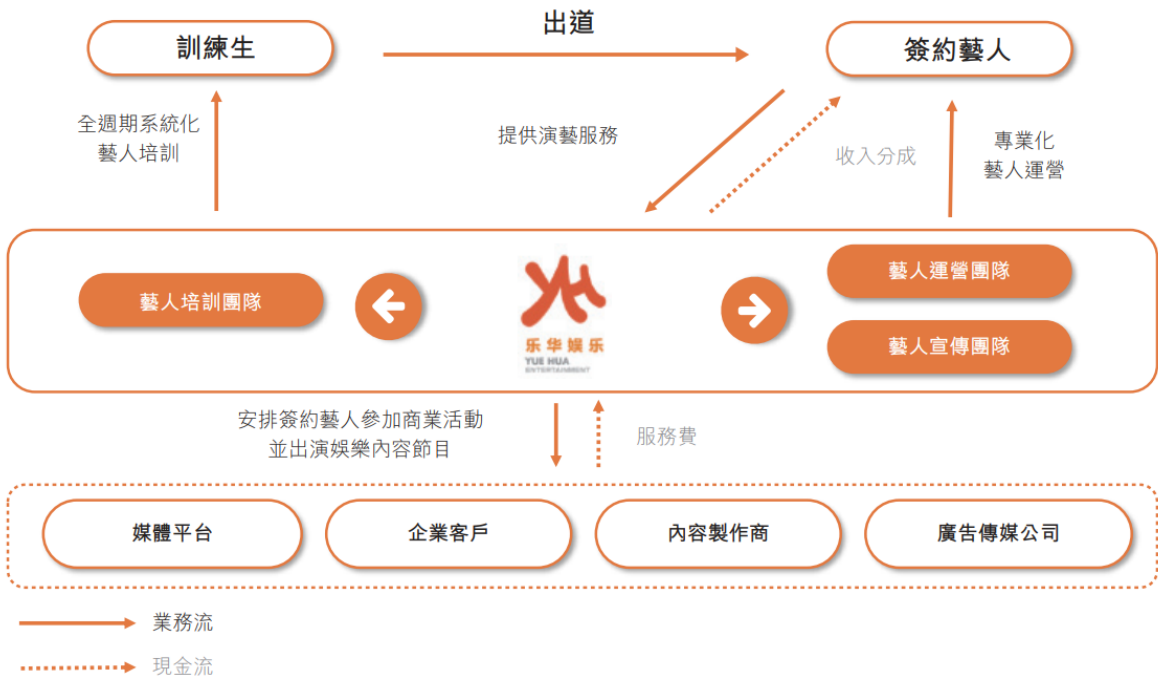 出道
訓練生
簽約藝人
全週期系統化
藝人培訓
提供演藝服務
收入分成
專業化
藝人運營
藝人培訓團隊
乐华娱乐
YUE HUA
ENTERTAINMENT
藝人運營團隊
藝人宣傳團隊
安排簽約藝人參加商業活動
並出演娛樂內容節目
服務費
媒體平台
企業客戶
內容製作商
廣告傳媒公司
業務流
現金流